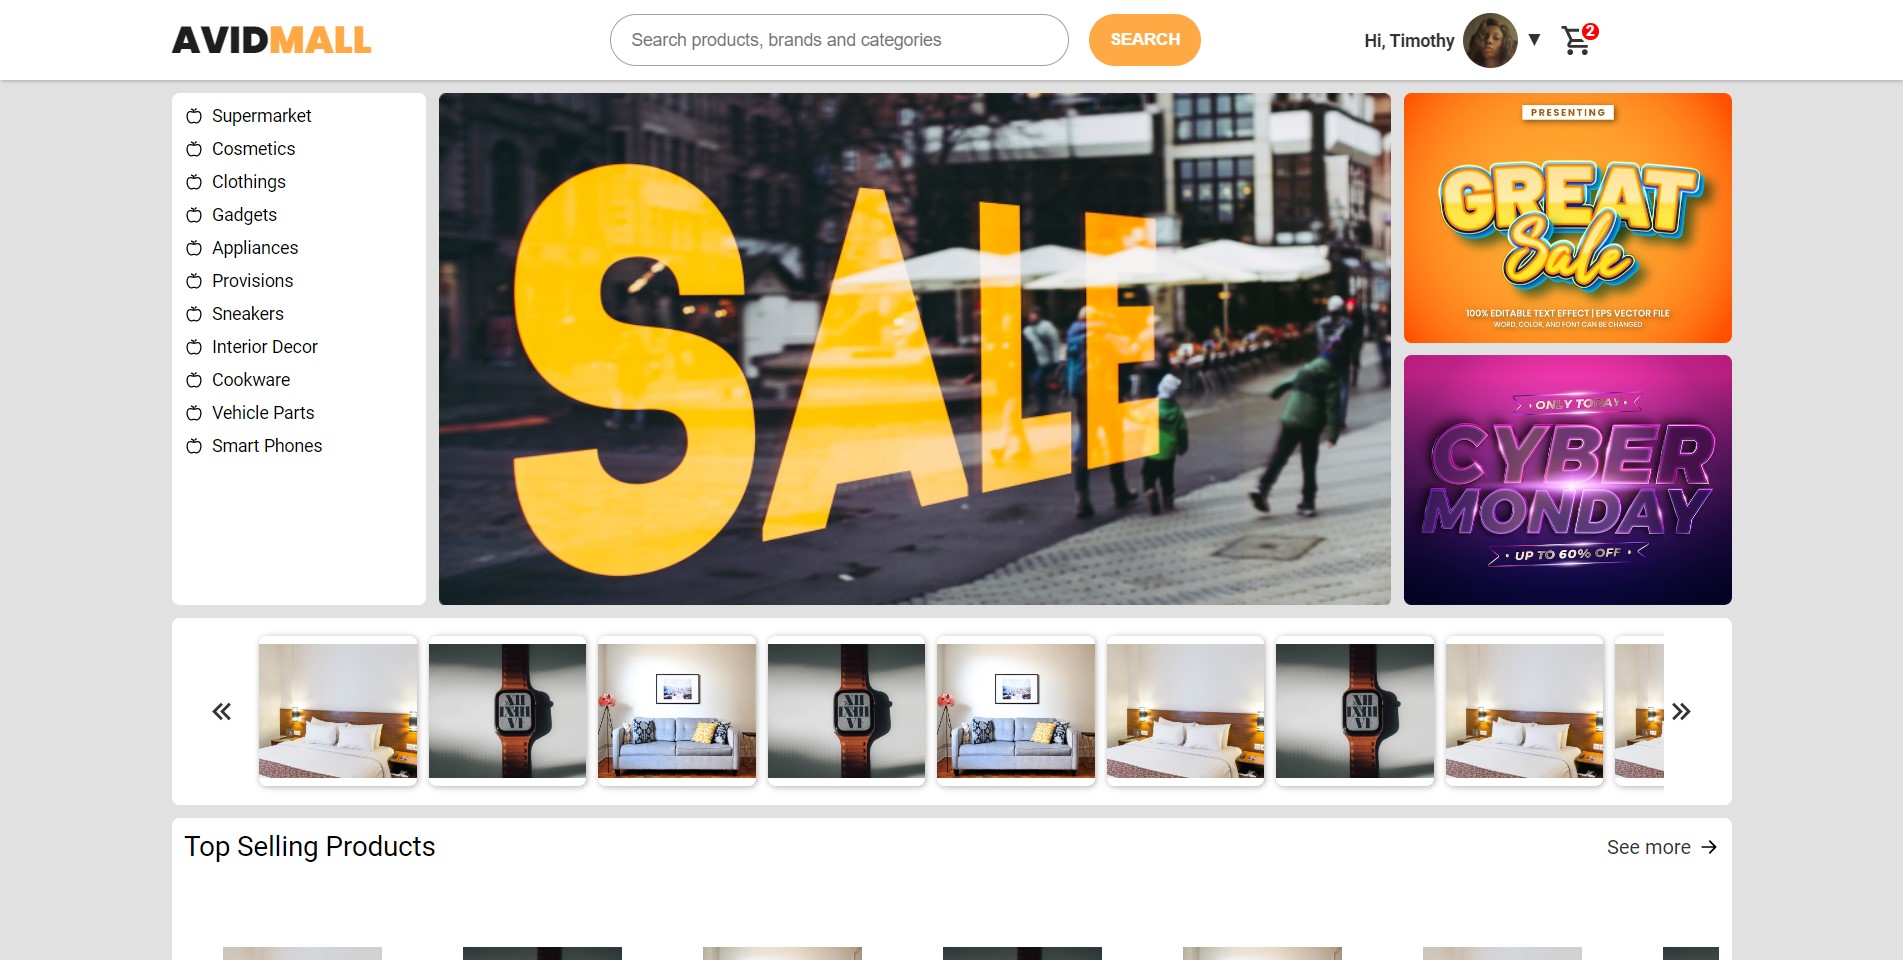 AVIDMALL
Search products, brands and categories
SEARCH
Hi, Timothy
2
Supermarket
Cosmetics
Clothings
Gadgets
Appliances
Provisions
Sneakers
Interior Decor
Cookware
Vehicle Parts
Smart Phones
SALE
PRESENTING
GREAT
Sale
100% EDITABLE TEXT EFFECT | EPS VECTOR FILE
WORD, COLOR, AND FONT CAN BE CHANGED
ONLY TODAY
CYBER
MONDAY
UP TO 60% OFF
Top Selling Products
See more